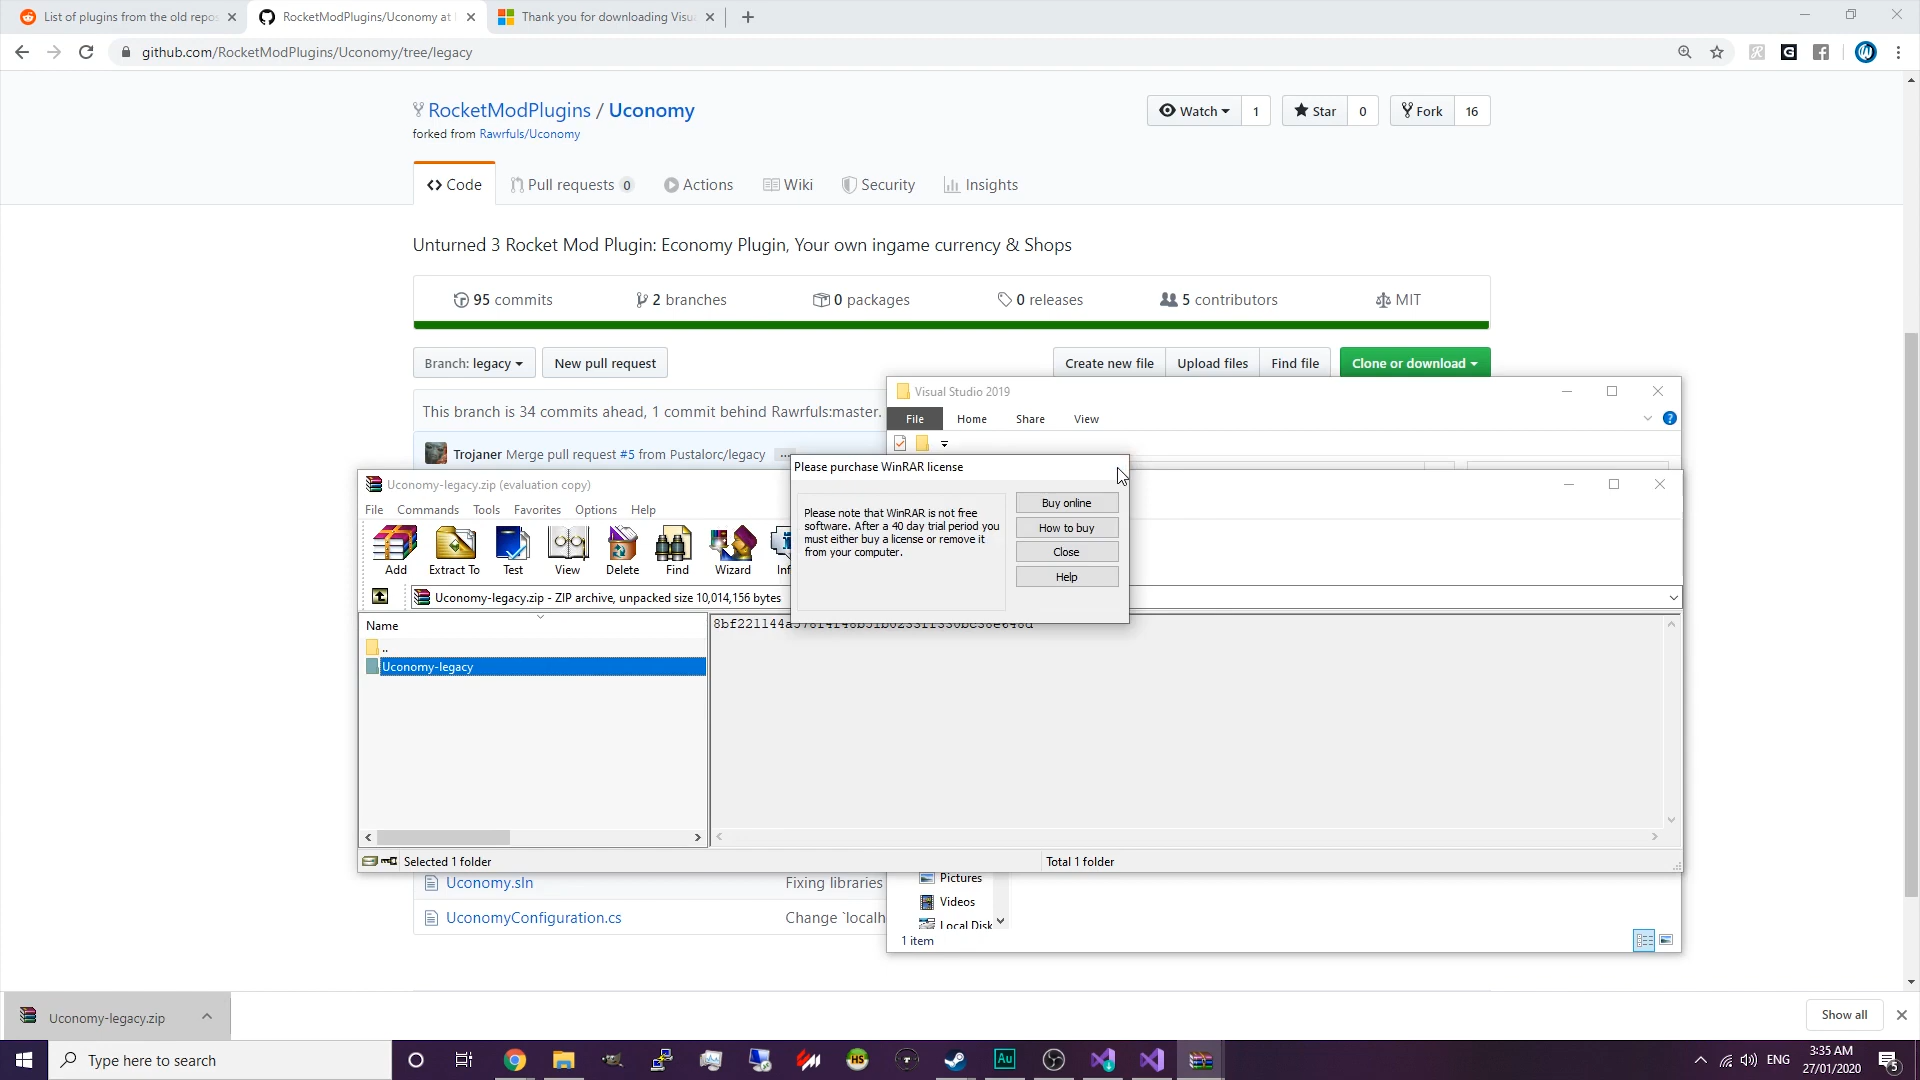 List of plugins from the old repos
RocketModPlugins/Uconomy at
Thank you for downloading Visu
github.com/RocketModPlugins/Uconomy/tree/legacy
RocketModPlugins / Uconomy
forked from Rawrfuls/Uconomy
Watch 1
Star 0
Fork 16
Code
Pull requests 0
Actions
Wiki
Security
Insights
Unturned 3 Rocket Mod Plugin: Economy Plugin, Your own ingame currency & Shops
95 commits
2 branches
0 packages
0 releases
5 contributors
MIT
Branch: legacy
New pull request
Create new file
Upload files
Find file
Clone or download
This branch is 34 commits ahead, 1 commit behind Rawrfuls:master.
Trojaner Merge pull request #5 from Pustalorc/legacy ...
Visual Studio 2019
File
Home
Share
View
Uconomy-legacy.zip (evaluation copy)
File
Commands
Tools
Favorites
Options
Help
Add
Extract To
Test
View
Delete
Find
Wizard
Inf
Uconomy-legacy.zip - ZIP archive, unpacked size 10,014,156 bytes
Name
..
Uconomy-legacy
Selected 1 folder
Total 1 folder
Please purchase WinRAR license
Please note that WinRAR is not free
software. After a 40 day trial period you
must either buy a license or remove it
from your computer.
Buy online
How to buy
Close
Help
Uconomy.sln
Fixing libraries
UconomyConfiguration.cs
Change `localh
Pictures
Videos
Local Disk
1 item
Uconomy-legacy.zip
Show all
Type here to search
Au
ENG
3:35 AM
27/01/2020
5